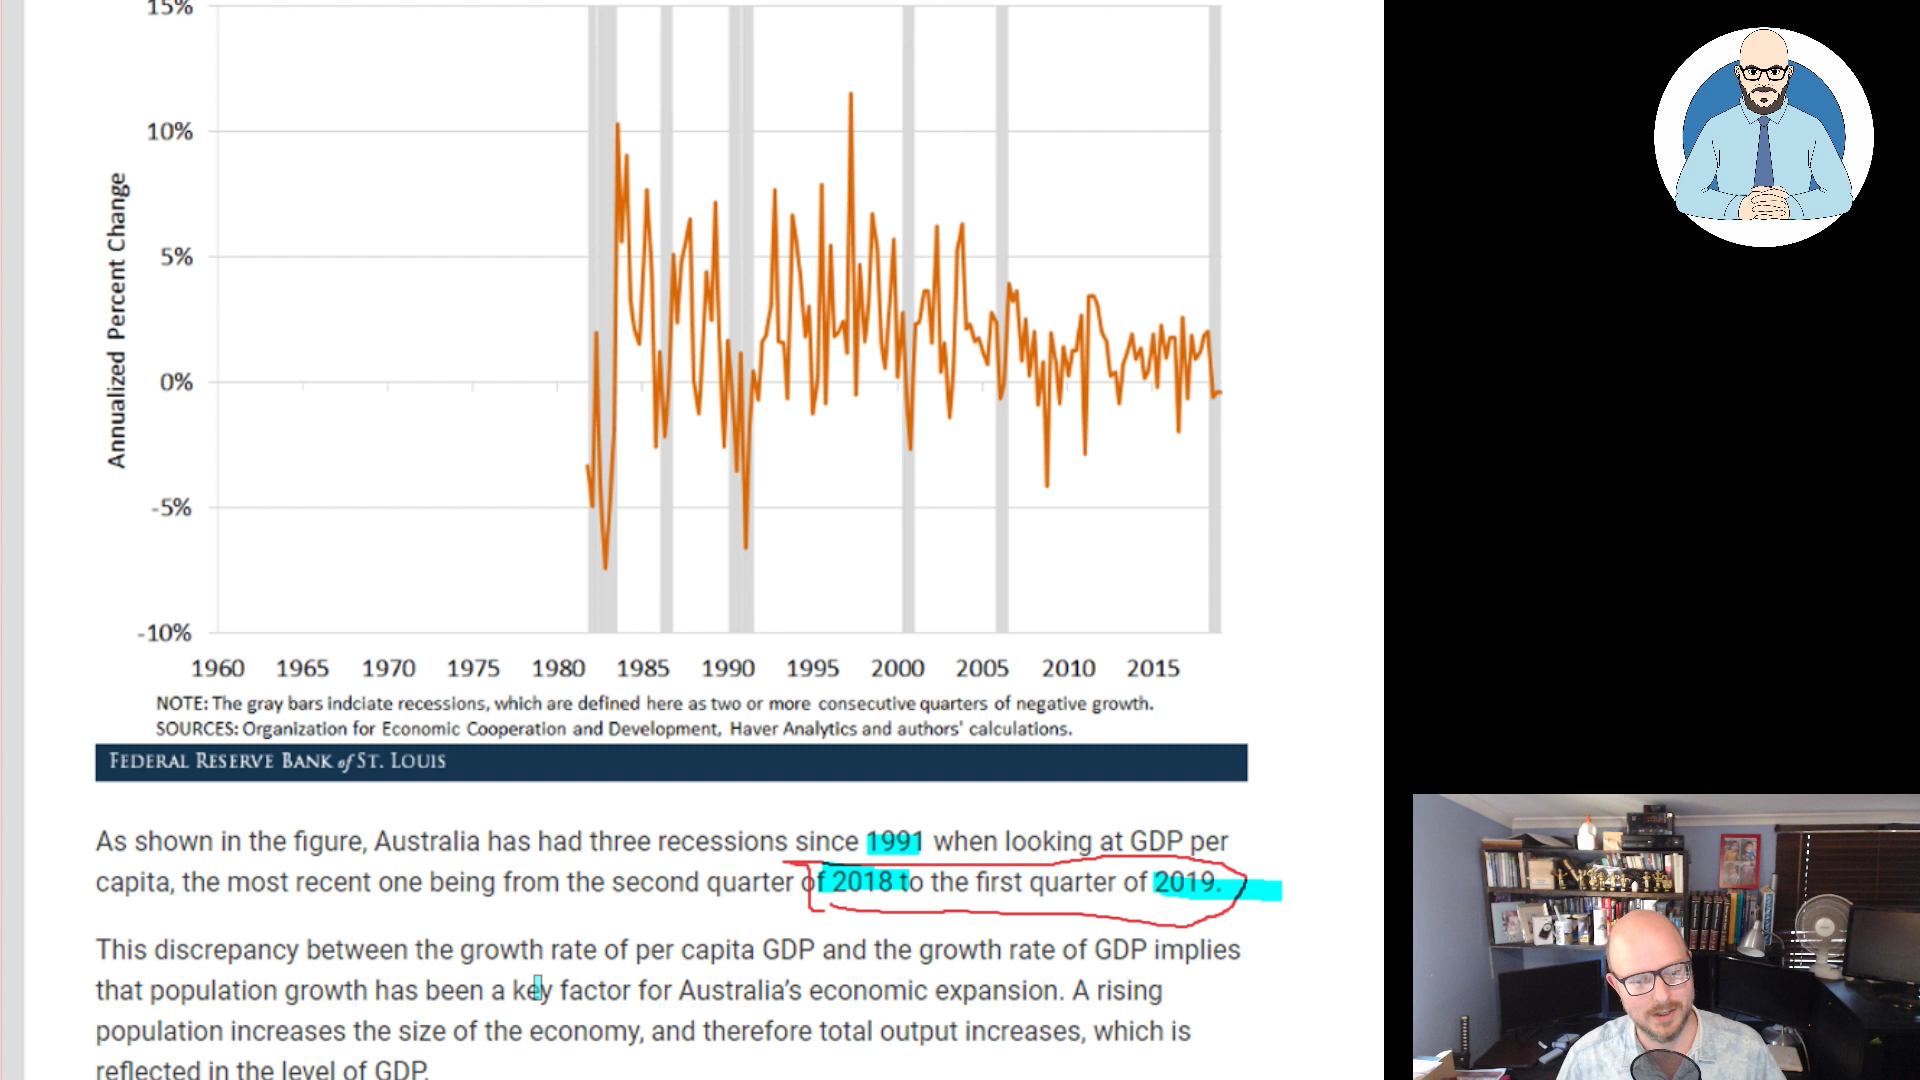 15%
10%
5%
0%
-5%
-10%
Annualized Percent Change
1960 1965 1970 1975 1980 1985 1990 1995 2000 2005 2010 2015
NOTE: The gray bars indciate recessions, which are defined here as two or more consecutive quarters of negative growth.
SOURCES: Organization for Economic Cooperation and Development, Haver Analytics and authors' calculations.
FEDERAL RESERVE BANK of ST. LOUIS
As shown in the figure, Australia has had three recessions since 1991 when looking at GDP per
capita, the most recent one being from the second quarter of 2018 to the first quarter of 2019.
This discrepancy between the growth rate of per capita GDP and the growth rate of GDP implies
that population growth has been a key factor for Australia's economic expansion. A rising
population increases the size of the economy, and therefore total output increases, which is
reflected in the level of GDP.